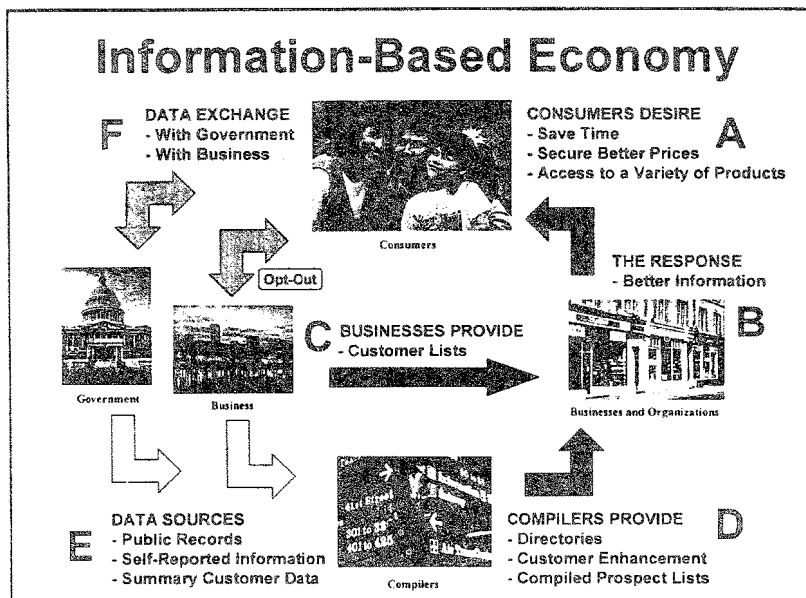 Information-Based Economy
F
DATA EXCHANGE
- With Government
- With Business
CONSUMERS DESIRE
- Save Time
- Secure Better Prices
- Access to a Variety of Products
A
Consumers
Opt-Out
THE RESPONSE
- Better Information
B
C
BUSINESSES PROVIDE
- Customer Lists
Government
Business
Businesses and Organizations
E
DATA SOURCES
- Public Records
- Self-Reported Information
- Summary Customer Data
Compilers
COMPILERS PROVIDE
- Directories
- Customer Enhancement
- Compiled Prospect Lists
D